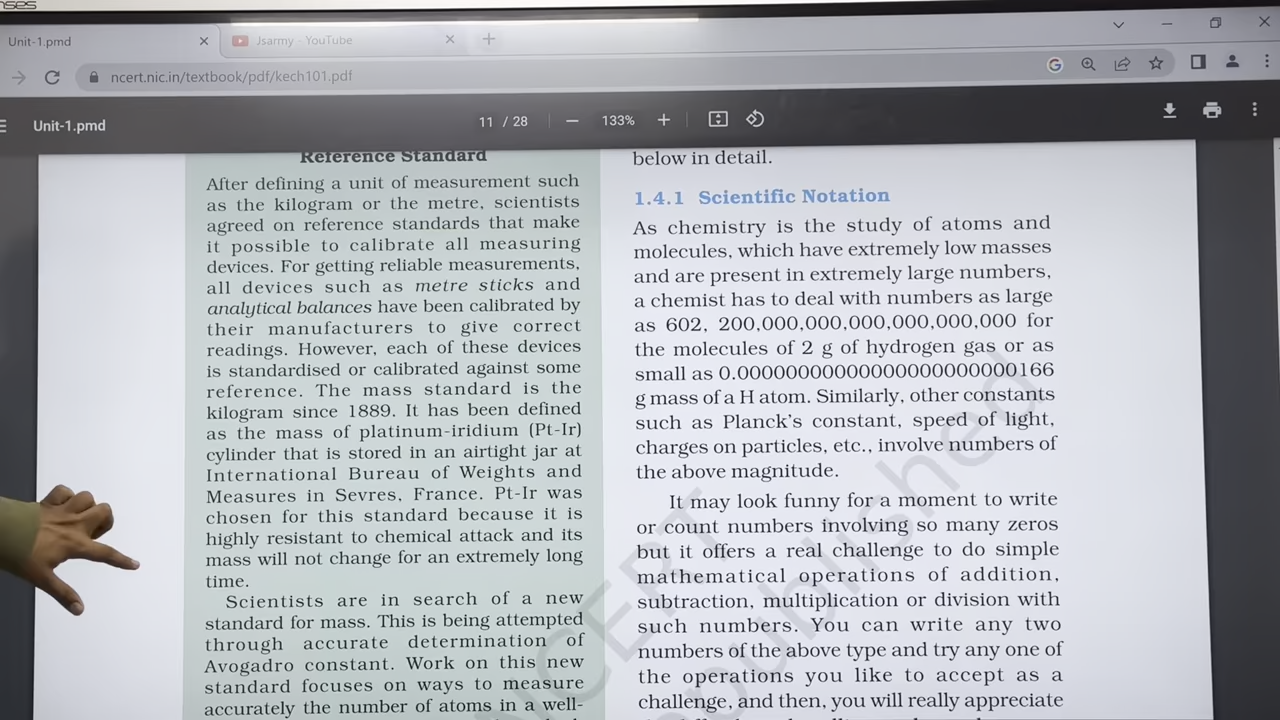 Unit-1.pmd
Jsarmy - YouTube
ncert.nic.in/textbook/pdf/kech101.pdf
Unit-1.pmd
11 / 28
133%
Reference Standard
After defining a unit of measurement such
as the kilogram or the metre, scientists
agreed on reference standards that make
it possible to calibrate all measuring
devices. For getting reliable measurements,
all devices such as metre sticks and
analytical balances have been calibrated by
their manufacturers to give correct
readings. However, each of these devices
is standardised or calibrated against some
reference. The mass standard is the
kilogram since 1889. It has been defined
as the mass of platinum-iridium (Pt-Ir)
cylinder that is stored in an airtight jar at
International Bureau of Weights and
Measures in Sevres, France. Pt-Ir was
chosen for this standard because it is
highly resistant to chemical attack and its
mass will not change for an extremely long
time.
Scientists are in search of a new
standard for mass. This is being attempted
through accurate determination of
Avogadro constant. Work on this new
standard focuses on ways to measure
accurately the number of atoms in a well-
below in detail.
1.4.1 Scientific Notation
As chemistry is the study of atoms and
molecules, which have extremely low masses
and are present in extremely large numbers,
a chemist has to deal with numbers as large
as 602, 200,000,000,000,000,000,000 for
the molecules of 2 g of hydrogen gas or as
small as 0.00000000000000000000000166
g mass of a H atom. Similarly, other constants
such as Planck's constant, speed of light,
charges on particles, etc., involve numbers of
the above magnitude.
It may look funny for a moment to write
or count numbers involving so many zeros
but it offers a real challenge to do simple
mathematical operations of addition,
subtraction, multiplication or division with
such numbers. You can write any two
numbers of the above type and try any one of
the operations you like to accept as a
challenge, and then, you will really appreciate
NCERT
published